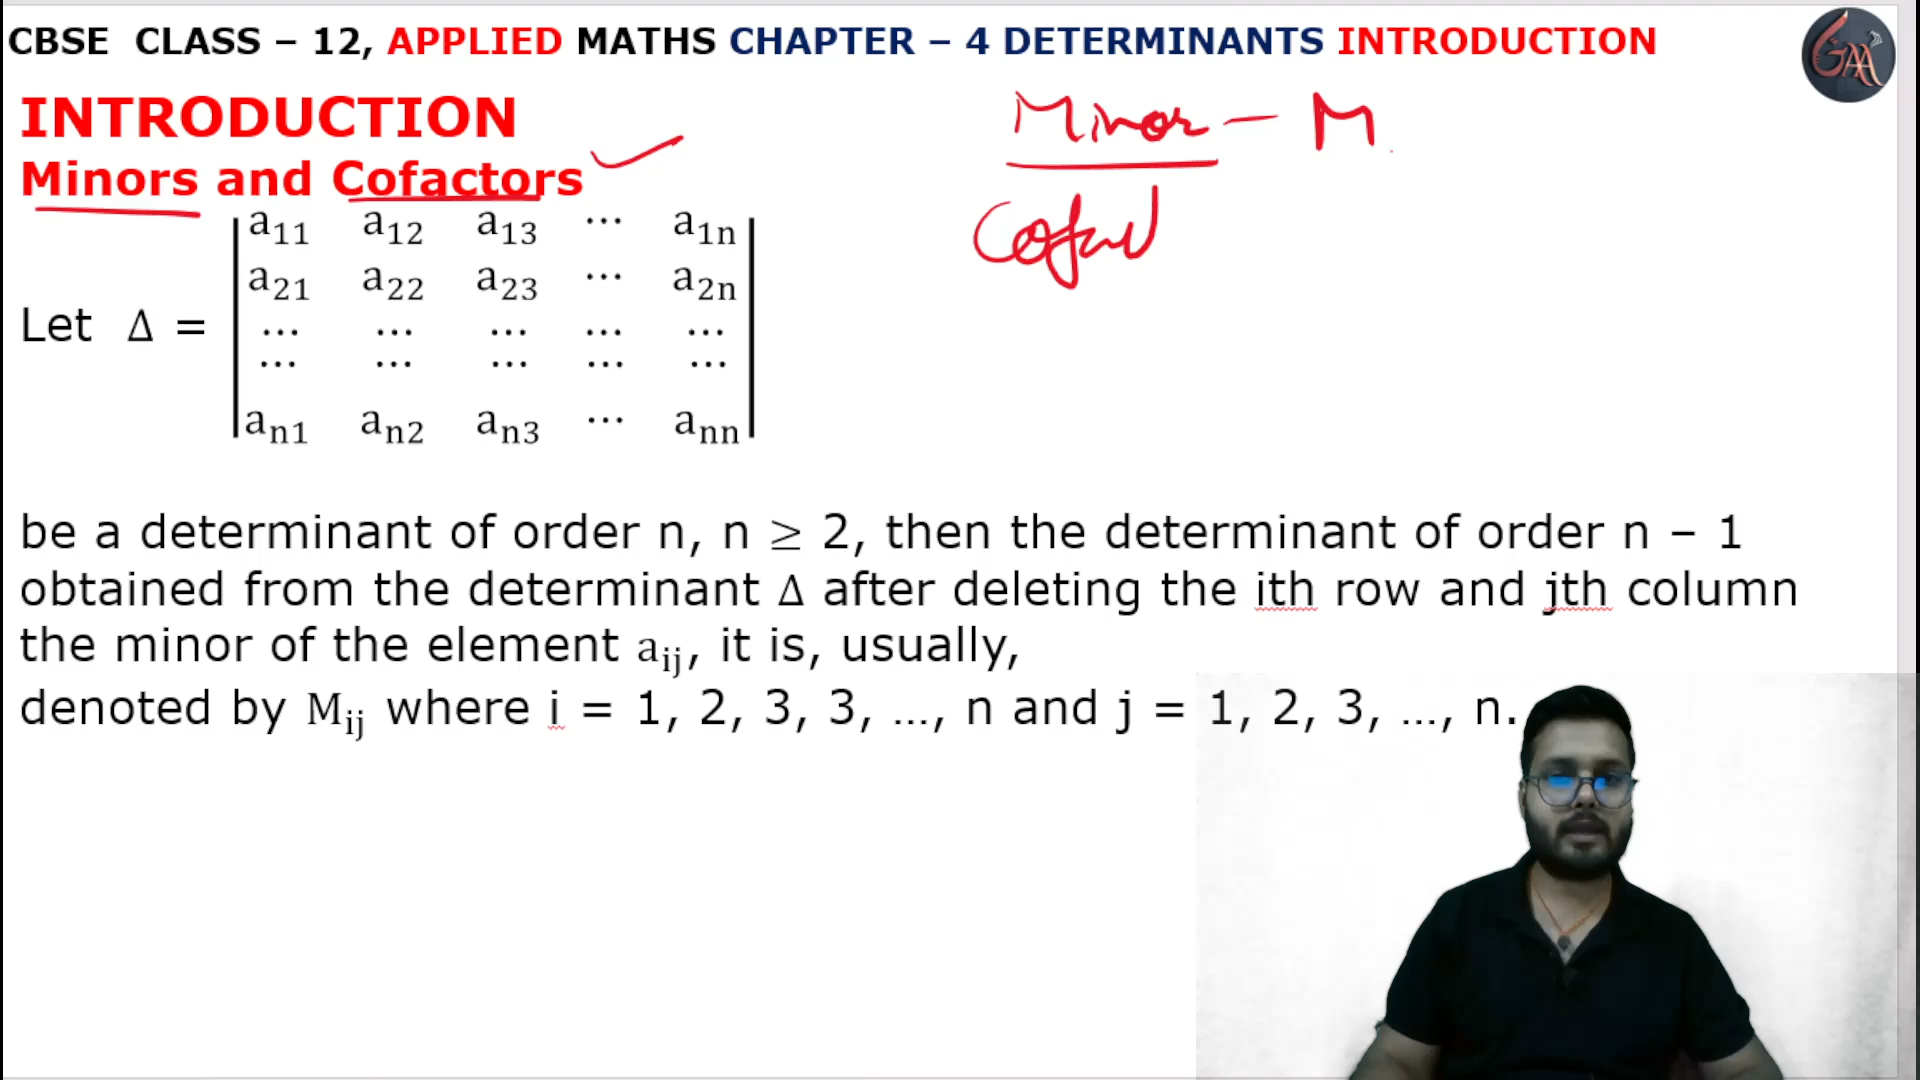 CBSE CLASS – 12, APPLIED MATHS CHAPTER – 4 DETERMINANTS INTRODUCTION
INTRODUCTION
Minors and Cofactors
Minor – M
a₁₁ a₁₂ a₁₃ ⋯ a₁ₙ
a₂₁ a₂₂ a₂₃ ⋯ a₂ₙ
Let Δ =
… … … … …
… … … … …
aₙ₁ aₙ₂ aₙ₃ ⋯ aₙₙ
be a determinant of order n, n ≥ 2, then the determinant of order n – 1
obtained from the determinant Δ after deleting the ith row and jth column
the minor of the element aᵢⱼ, it is, usually,
denoted by Mᵢⱼ where i = 1, 2, 3, 3, …, n and j = 1, 2, 3, …, n.